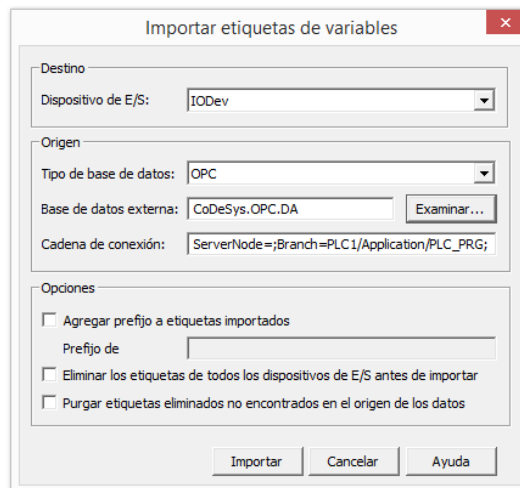 Importar etiquetas de variables
Destino
Dispositivo de E/S: IODev
Origen
Tipo de base de datos: OPC
Base de datos externa: CoDeSys.OPC.DA Examinar...
Cadena de conexión: ServerNode=;Branch=PLC1/Application/PLC_PRG;
Opciones
Agregar prefijo a etiquetas importados
Prefijo de
Eliminar los etiquetas de todos los dispositivos de E/S antes de importar
Purgar etiquetas eliminados no encontrados en el origen de los datos
Importar Cancelar Ayuda